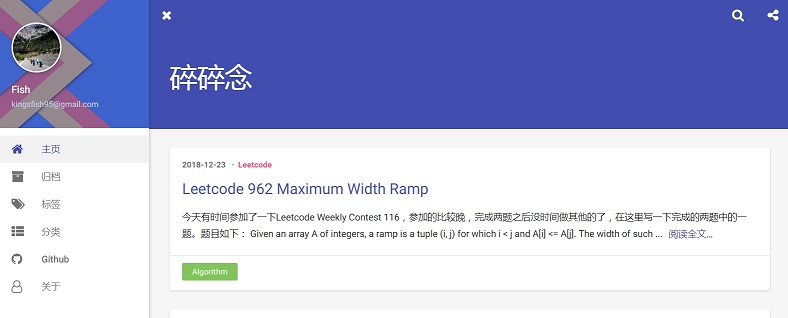 Fish
kingsfish95@gmail.com
主页
归档
标签
分类
Github
关于
碎碎念
2018-12-23 · Leetcode
Leetcode 962 Maximum Width Ramp
今天有时间参加了一下Leetcode Weekly Contest 116，参加的比较晚，完成两题之后没时间做其他的了，在这里写一下完成的两题中的一
题。题目如下： Given an array A of integers, a ramp is a tuple (i, j) for which i < j and A[i] <= A[j]. The width of such ... 阅读全文...
Algorithm